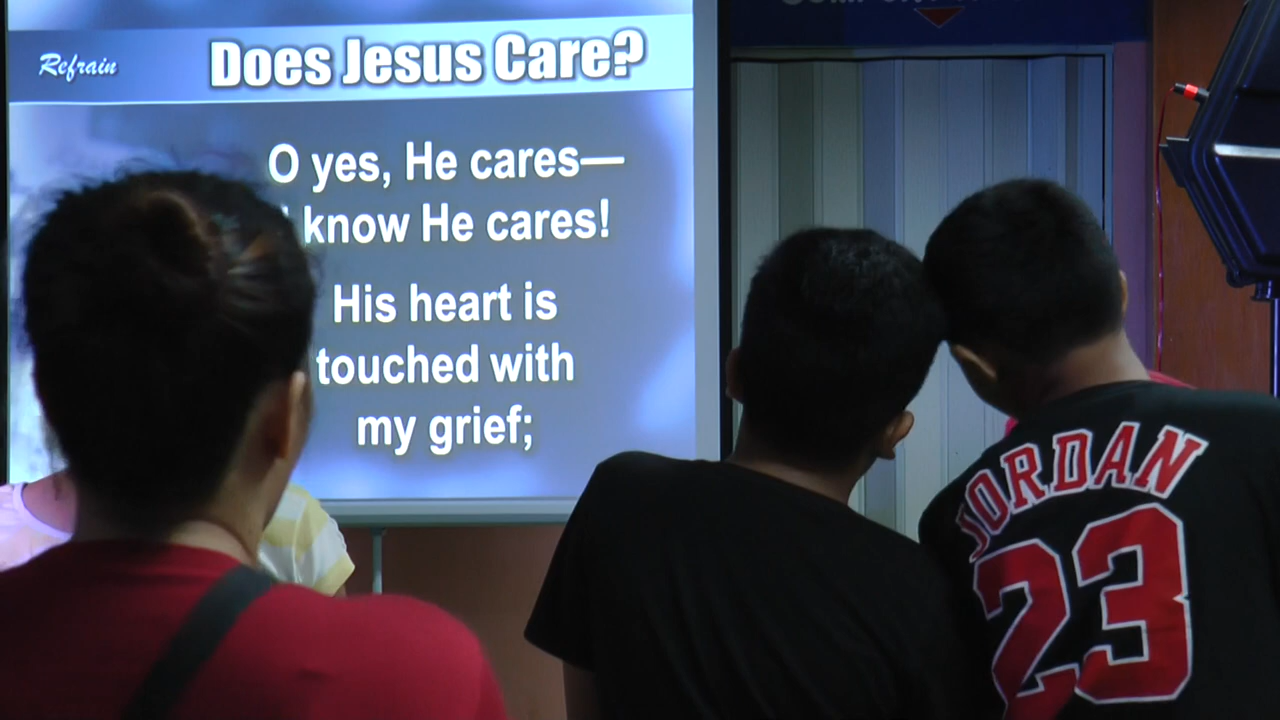 Refrain
Does Jesus Care?
O yes, He cares—
know He cares!
His heart is
touched with
my grief;
JORDAN
23